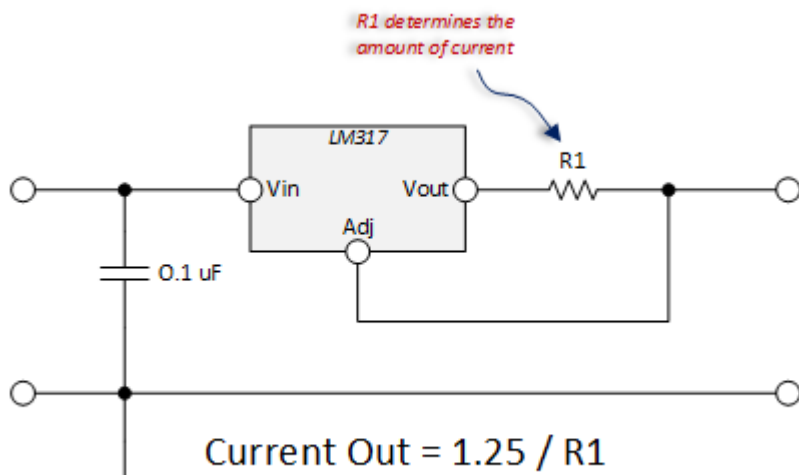 R1 determines the
amount of current
LM317
R1
Vin
Vout
Adj
0.1 uF
Current Out = 1.25 / R1